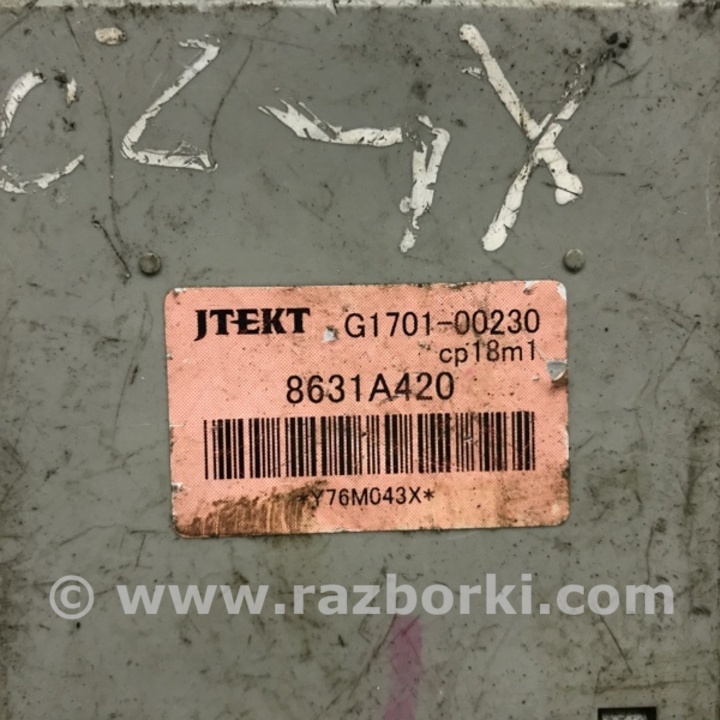 CZ4X
JTEKT G1701-00230
cp18m1
8631A420
*Y76M043X*
© www.razborki.com